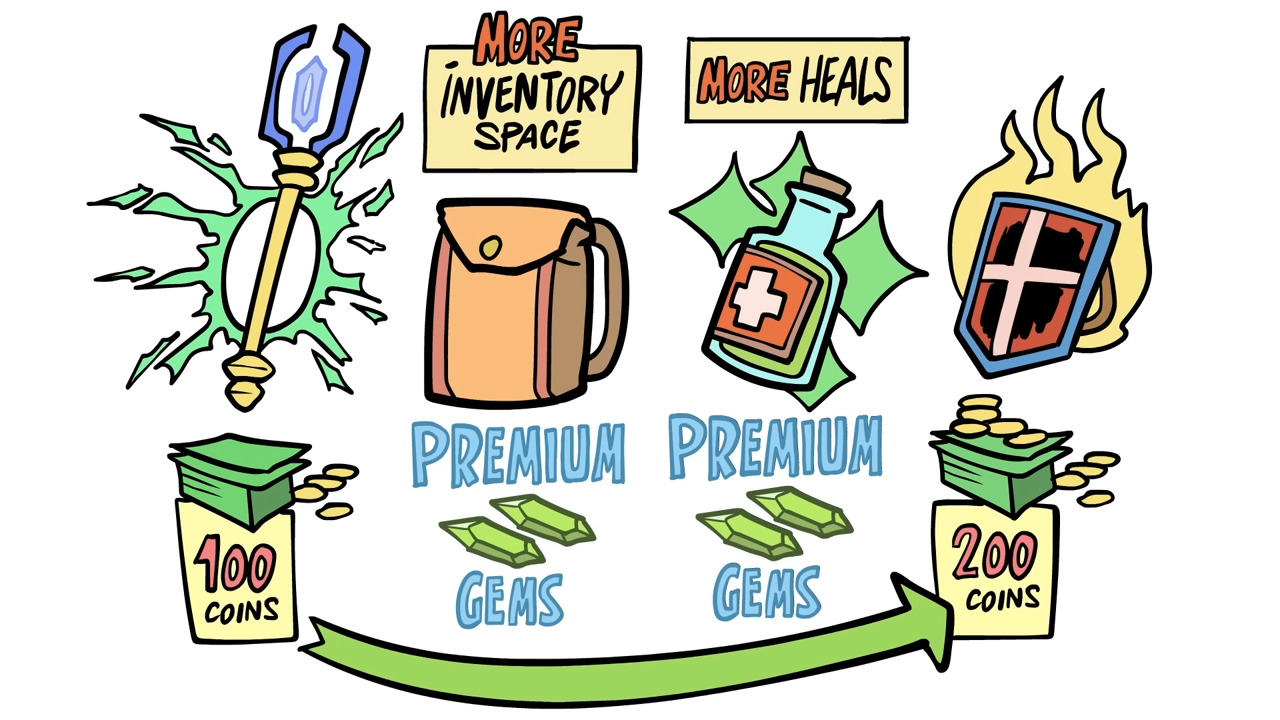 MORE
INVENTORY
SPACE
MORE HEALS
PREMIUM
GEMS
PREMIUM
GEMS
100
COINS
200
COINS